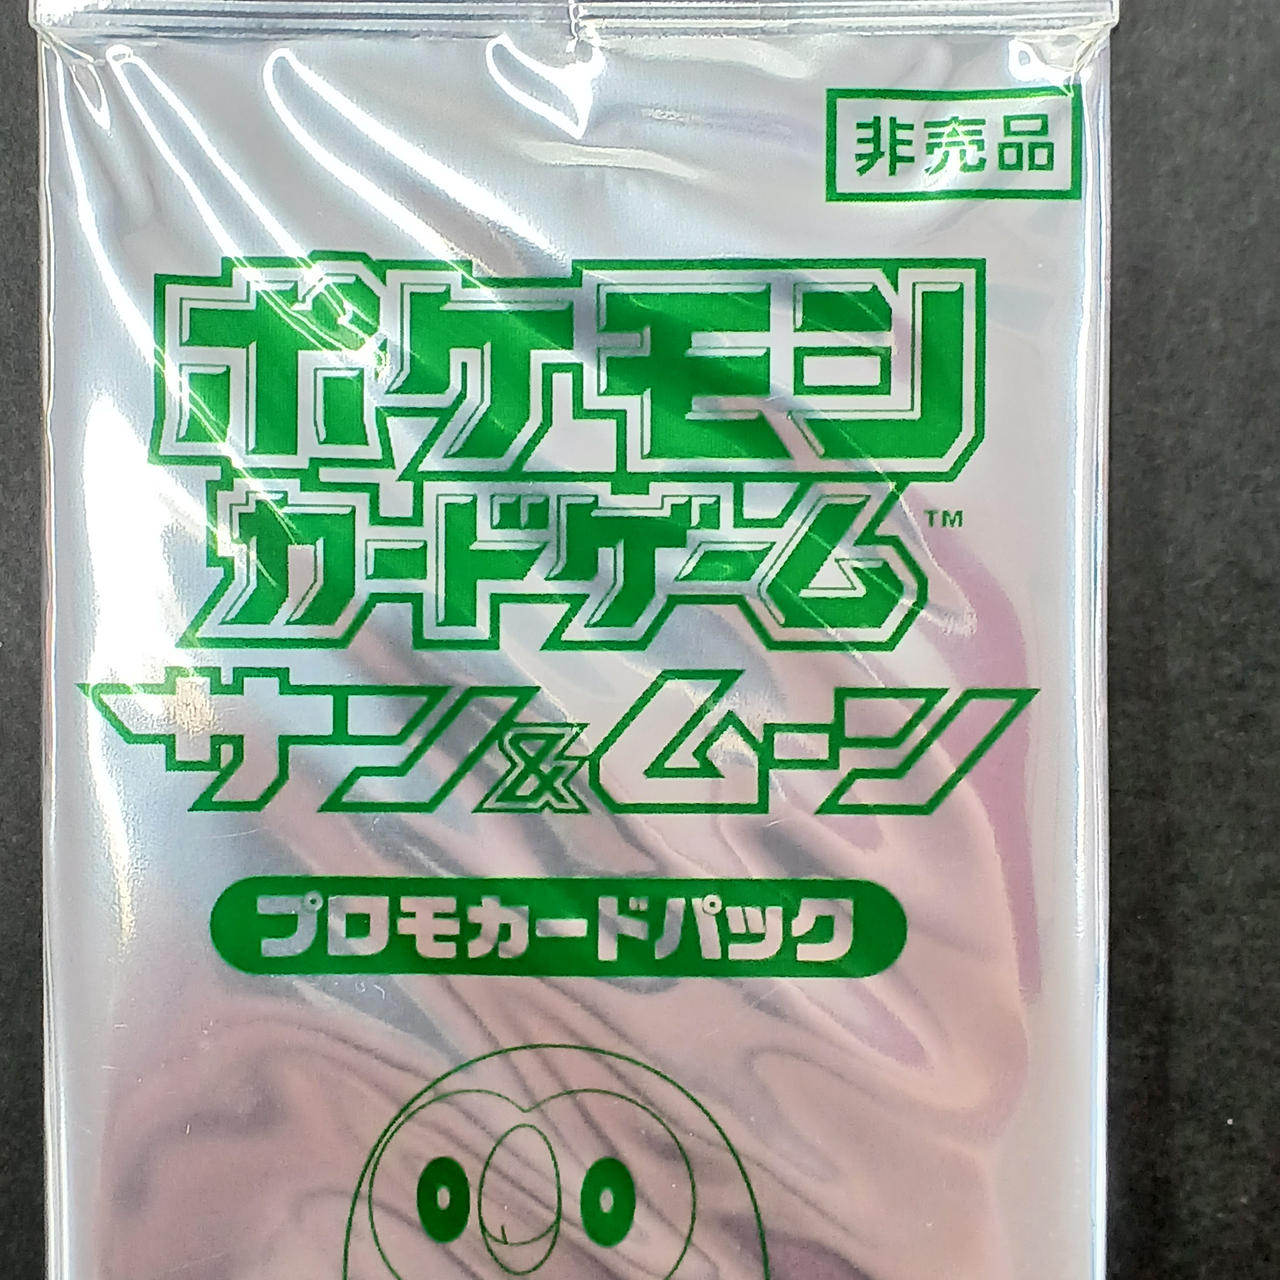 非売品
ポケモン
カードゲーム™
サン&ムーン
プロモカードパック